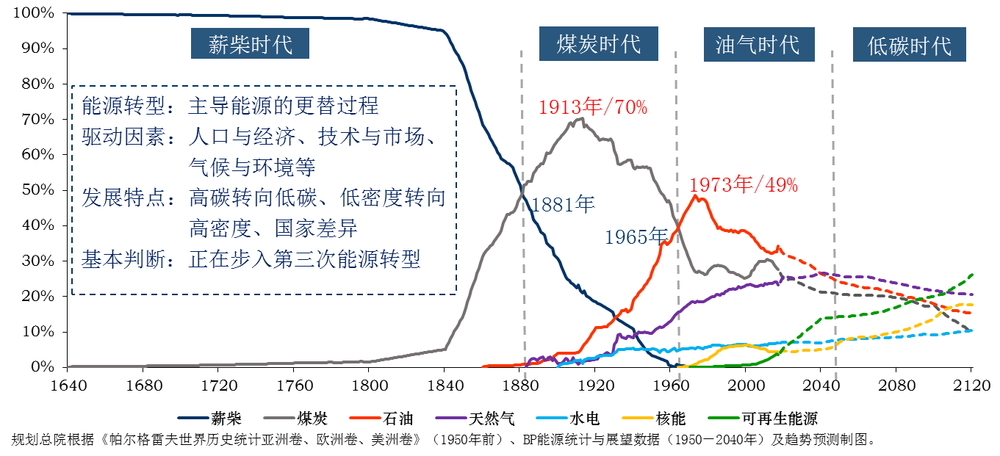 100%
90%
80%
70%
60%
50%
40%
30%
20%
10%
0%
薪柴时代
煤炭时代
油气时代
低碳时代
能源转型：主导能源的更替过程
驱动因素：人口与经济、技术与市场、
气候与环境等
发展特点：高碳转向低碳、低密度转向
高密度、国家差异
基本判断：正在步入第三次能源转型
1913年/70%
1881年
1965年
1973年/49%
1640 1680 1720 1760 1800 1840 1880 1920 1960 2000 2040 2080 2120
薪柴 煤炭 石油 天然气 水电 核能 可再生能源
规划总院根据《帕尔格雷夫世界历史统计亚洲卷、欧洲卷、美洲卷》（1950年前）、BP能源统计与展望数据（1950—2040年）及趋势预测制图。